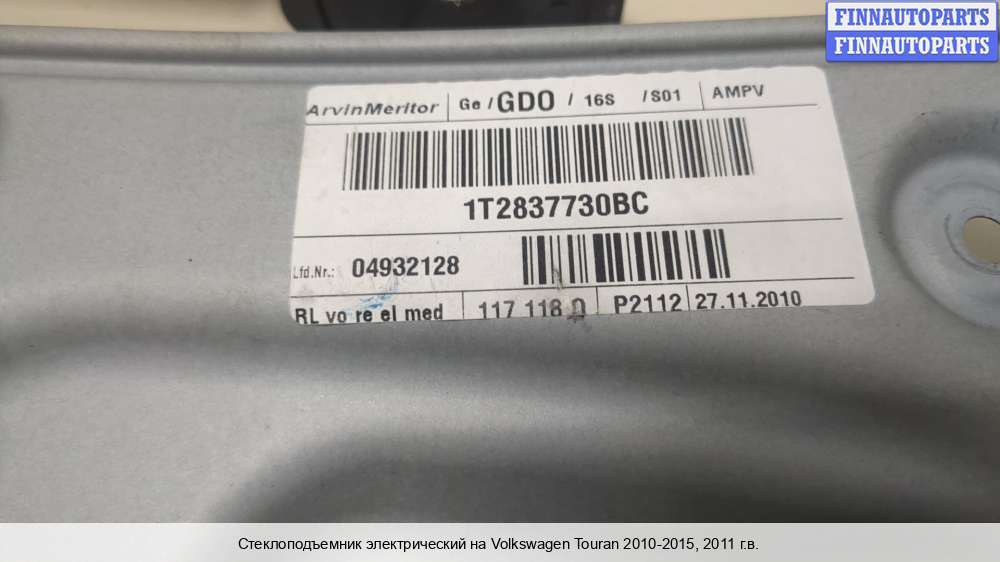 FINNAUTOPARTS
FINNAUTOPARTS
ArvinMeritor Ge / GDO / 16S /S01 AMPV
1T2837730BC
Lfd.Nr.: 04932128
RL vo re el med 117 118 P2112 27.11.2010
Стеклоподъемник электрический на Volkswagen Touran 2010-2015, 2011 г.в.